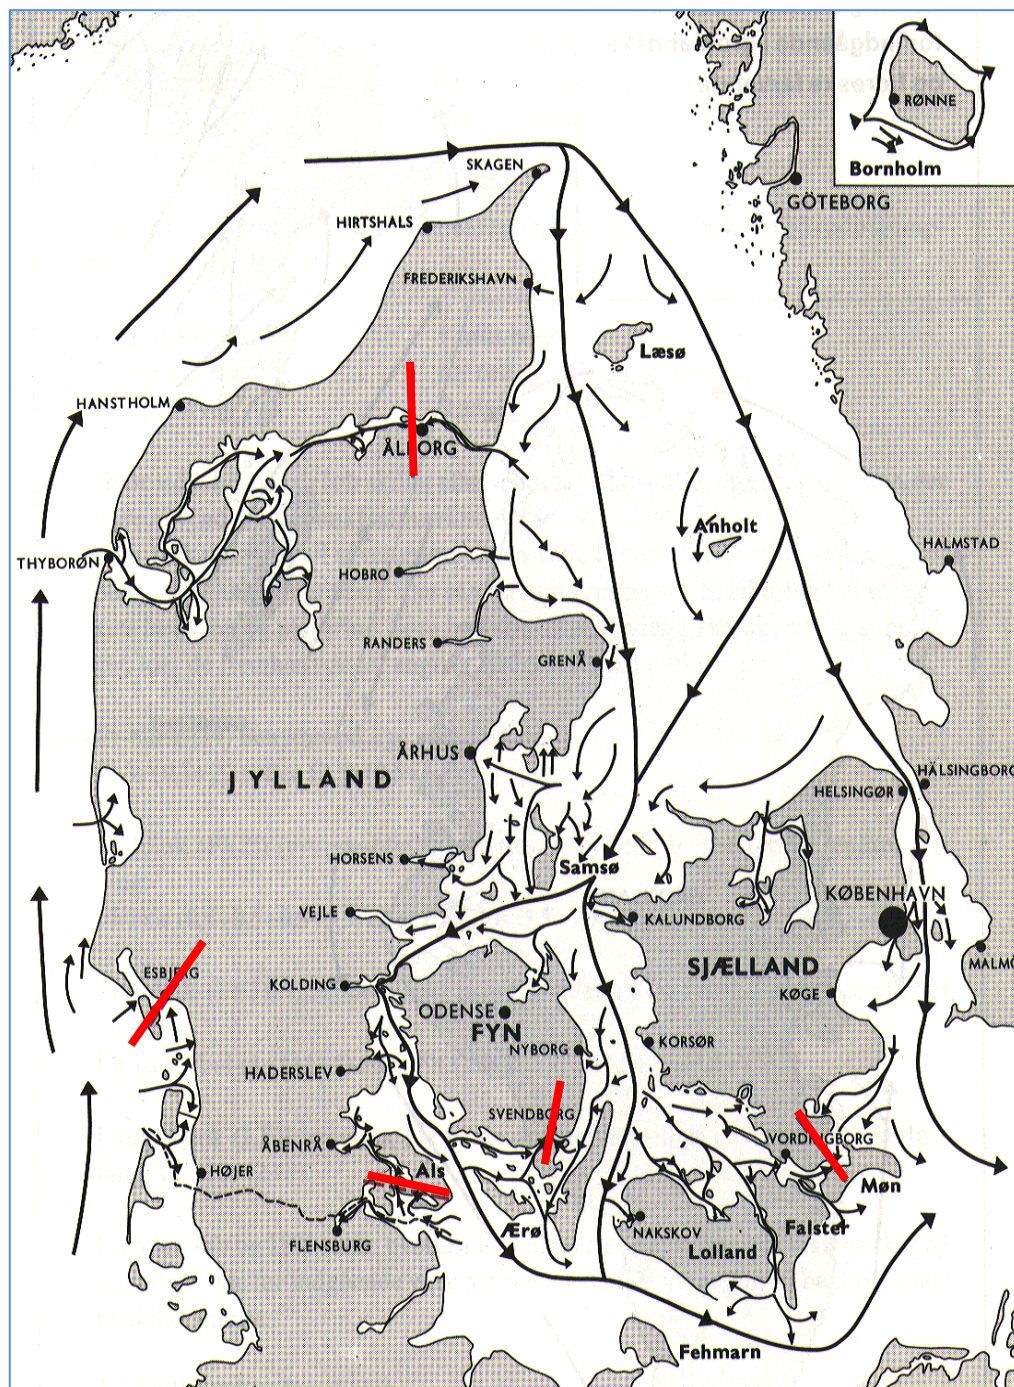 RØNNE
Bornholm
SKAGEN
GÖTEBORG
HIRTSHALS
FREDERIKSHAVN
Læsø
HANSTHOLM
ÅLBORG
Anholt
HALMSTAD
THYBORØN
HOBRO
RANDERS
GRENÅ
ÅRHUS
JYLLAND
HÄLSINGBORG
HELSINGØR
HORSENS
Samsø
KØBENHAVN
VEJLE
KALUNDBORG
MALMÖ
SJÆLLAND
ESBJERG
KOLDING
KØGE
ODENSE
FYN
NYBORG
KORSØR
HADERSLEV
SVENDBORG
VORDINGBORG
ÅBENRÅ
Als
HØJER
Møn
Ærø
Falster
NAKSKOV
FLENSBURG
Lolland
Fehmarn